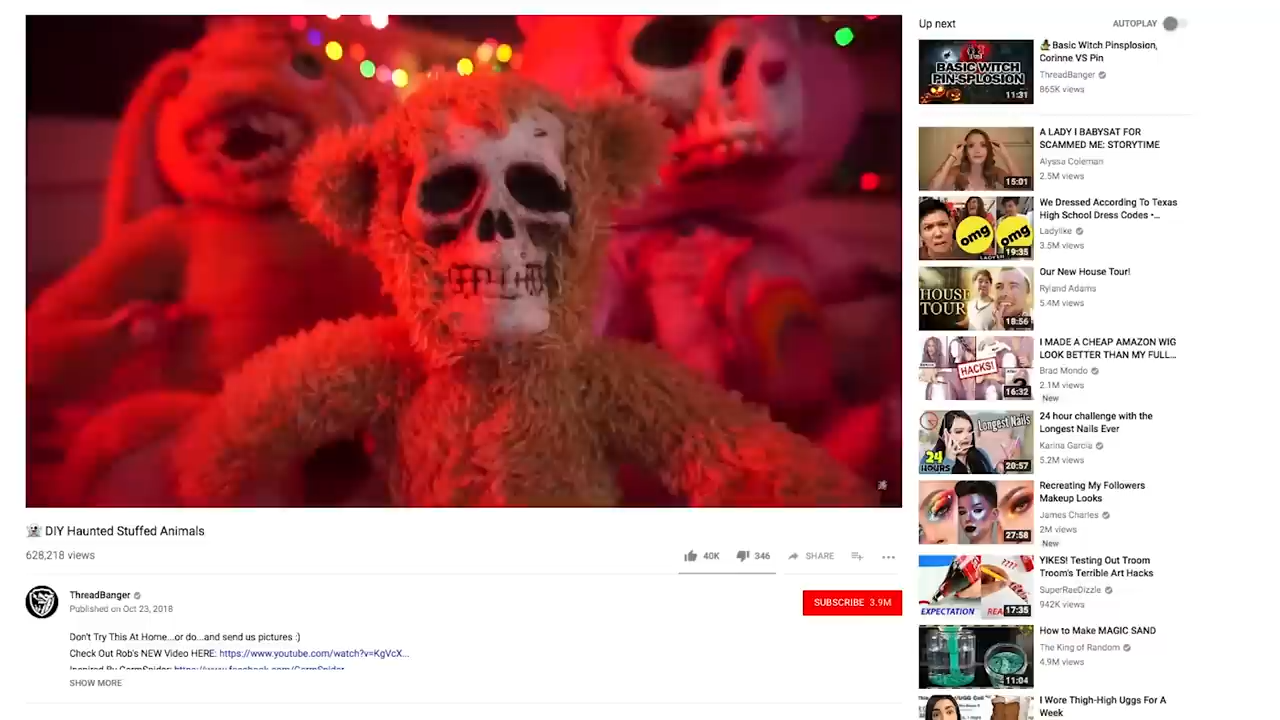 DIY Haunted Stuffed Animals
628,218 views
40K
346
SHARE
ThreadBanger
Published on Oct 23, 2018
SUBSCRIBE 3.9M
Don't Try This At Home...or do...and send us pictures :)
Check Out Rob's NEW Video HERE: https://www.youtube.com/watch?v=KgVcX...
Inspired By GermSpider: https://www.facebook.com/GermSpider
SHOW MORE
Up next
AUTOPLAY
BASIC WITCH
PIN-SPLOSION
11:31
Basic Witch Pinsplosion,
Corinne VS Pin
ThreadBanger
865K views
15:01
A LADY I BABYSAT FOR
SCAMMED ME: STORYTIME
Alyssa Coleman
2.5M views
omg
omg
19:35
We Dressed According To Texas
High School Dress Codes •...
Ladylike
3.5M views
HOUSE
TOUR
18:56
Our New House Tour!
Ryland Adams
5.4M views
HACKS!
16:32
I MADE A CHEAP AMAZON WIG
LOOK BETTER THAN MY FULL...
Brad Mondo
2.1M views
New
Longest Nails
24
HOURS
20:57
24 hour challenge with the
Longest Nails Ever
Karina Garcia
5.2M views
27:58
Recreating My Followers
Makeup Looks
James Charles
2M views
New
????
EXPECTATION
REA
17:35
YIKES! Testing Out Troom
Troom's Terrible Art Hacks
SuperRaeDizzle
942K views
11:04
How to Make MAGIC SAND
The King of Random
4.9M views
I Wore Thigh-High Uggs For A
Week